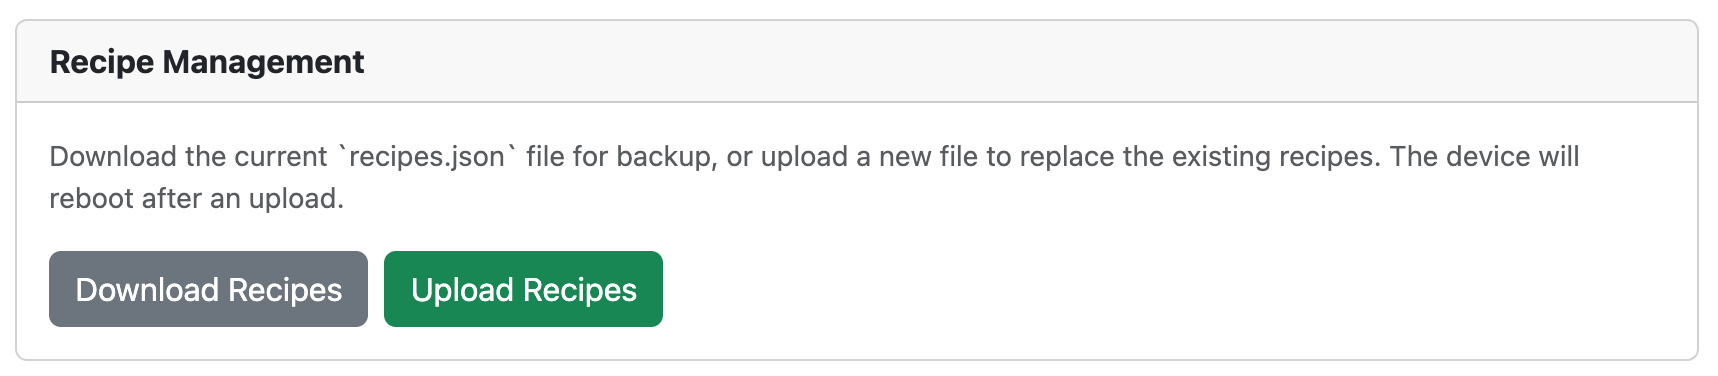 Recipe Management
Download the current `recipes.json` file for backup, or upload a new file to replace the existing recipes. The device will
reboot after an upload.
Download Recipes
Upload Recipes